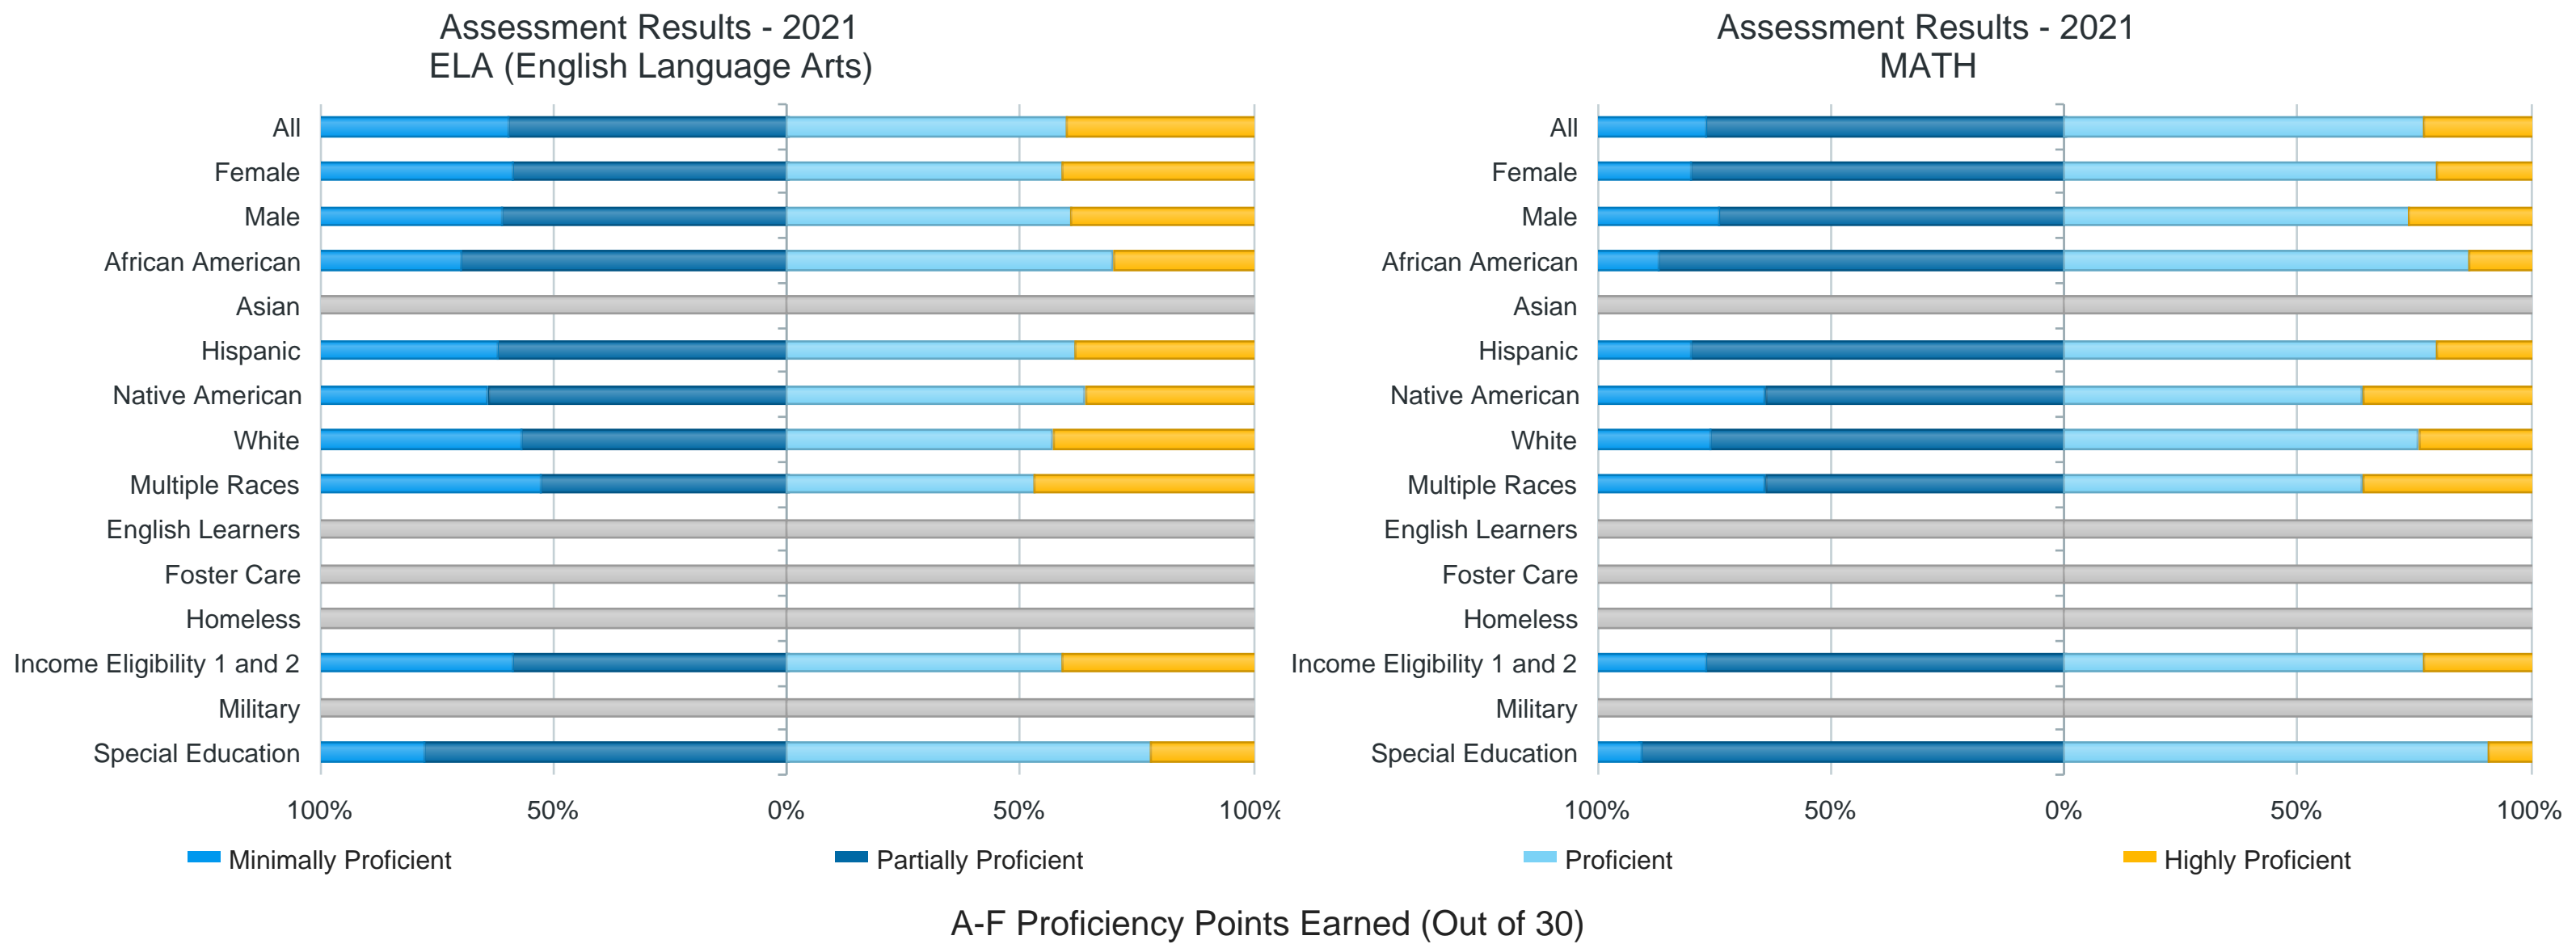 Assessment Results - 2021
ELA (English Language Arts)
All
Female
Male
African American
Asian
Hispanic
Native American
White
Multiple Races
English Learners
Foster Care
Homeless
Income Eligibility 1 and 2
Military
Special Education
100% 50% 0% 50% 100%
Assessment Results - 2021
MATH
All
Female
Male
African American
Asian
Hispanic
Native American
White
Multiple Races
English Learners
Foster Care
Homeless
Income Eligibility 1 and 2
Military
Special Education
100% 50% 0% 50% 100%
Minimally Proficient Partially Proficient Proficient Highly Proficient
A-F Proficiency Points Earned (Out of 30)